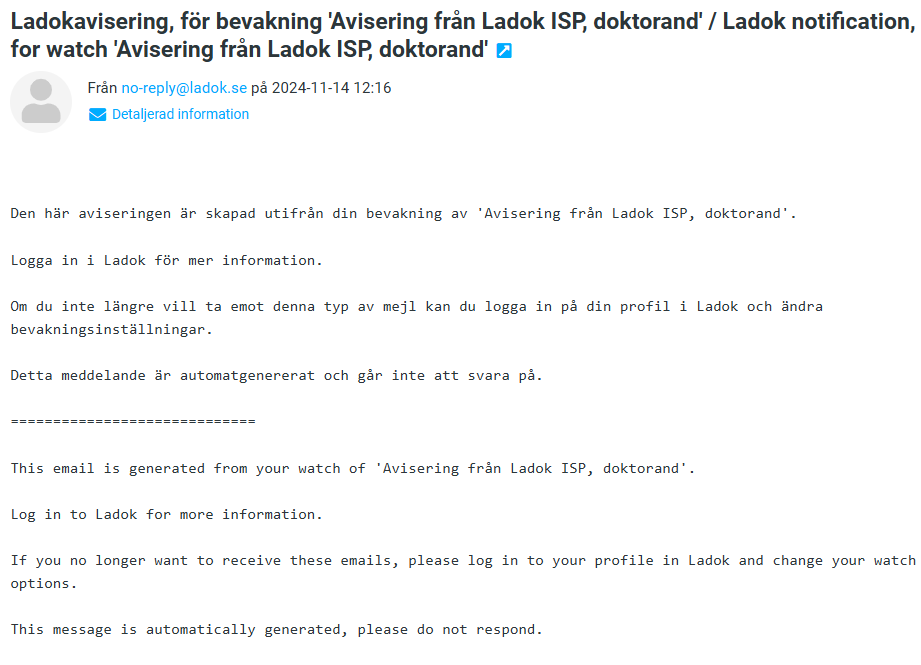 Ladokavisering, för bevakning 'Avisering från Ladok ISP, doktorand' / Ladok notification,
for watch 'Avisering från Ladok ISP, doktorand'
Från no-reply@ladok.se på 2024-11-14 12:16
Detaljerad information
Den här aviseringen är skapad utifrån din bevakning av 'Avisering från Ladok ISP, doktorand'.
Logga in i Ladok för mer information.
Om du inte längre vill ta emot denna typ av mejl kan du logga in på din profil i Ladok och ändra
bevakningsinställningar.
Detta meddelande är automatgenererat och går inte att svara på.
=============================
This email is generated from your watch of 'Avisering från Ladok ISP, doktorand'.
Log in to Ladok for more information.
If you no longer want to receive these emails, please log in to your profile in Ladok and change your watch
options.
This message is automatically generated, please do not respond.